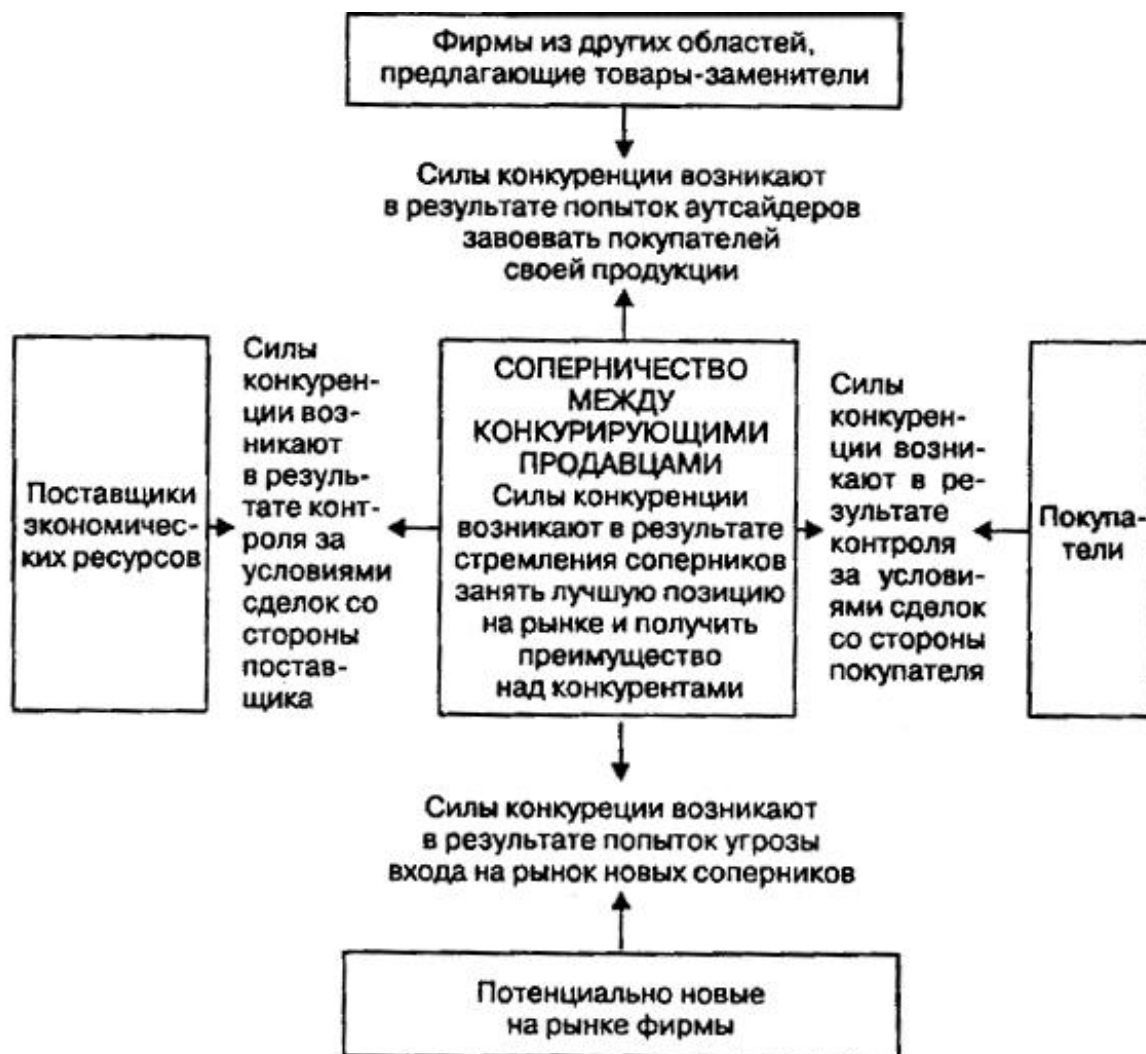 Фирмы из других областей,
предлагающие товары-заменители
Силы конкуренции возникают
в результате попыток аутсайдеров
завоевать покупателей
своей продукции
Поставщики
экономичес-
ких ресурсов
Силы
конкурен-
ции воз-
никают
в резуль-
тате конт-
роля за
условиями
сделок со
стороны
постав-
щика
СОПЕРНИЧЕСТВО
МЕЖДУ
КОНКУРИРУЮЩИМИ
ПРОДАВЦАМИ
Силы конкуренции
возникают в результате
стремления соперников
занять лучшую позицию
на рынке и получить
преимущество
над конкурентами
Силы
конкурен-
ции возни-
кают в ре-
зультате
контроля
за услови-
ями сделок
со стороны
покупателя
Покупа-
тели
Силы конкуреции возникают
в результате попыток угрозы
входа на рынок новых соперников
Потенциально новые
на рынке фирмы